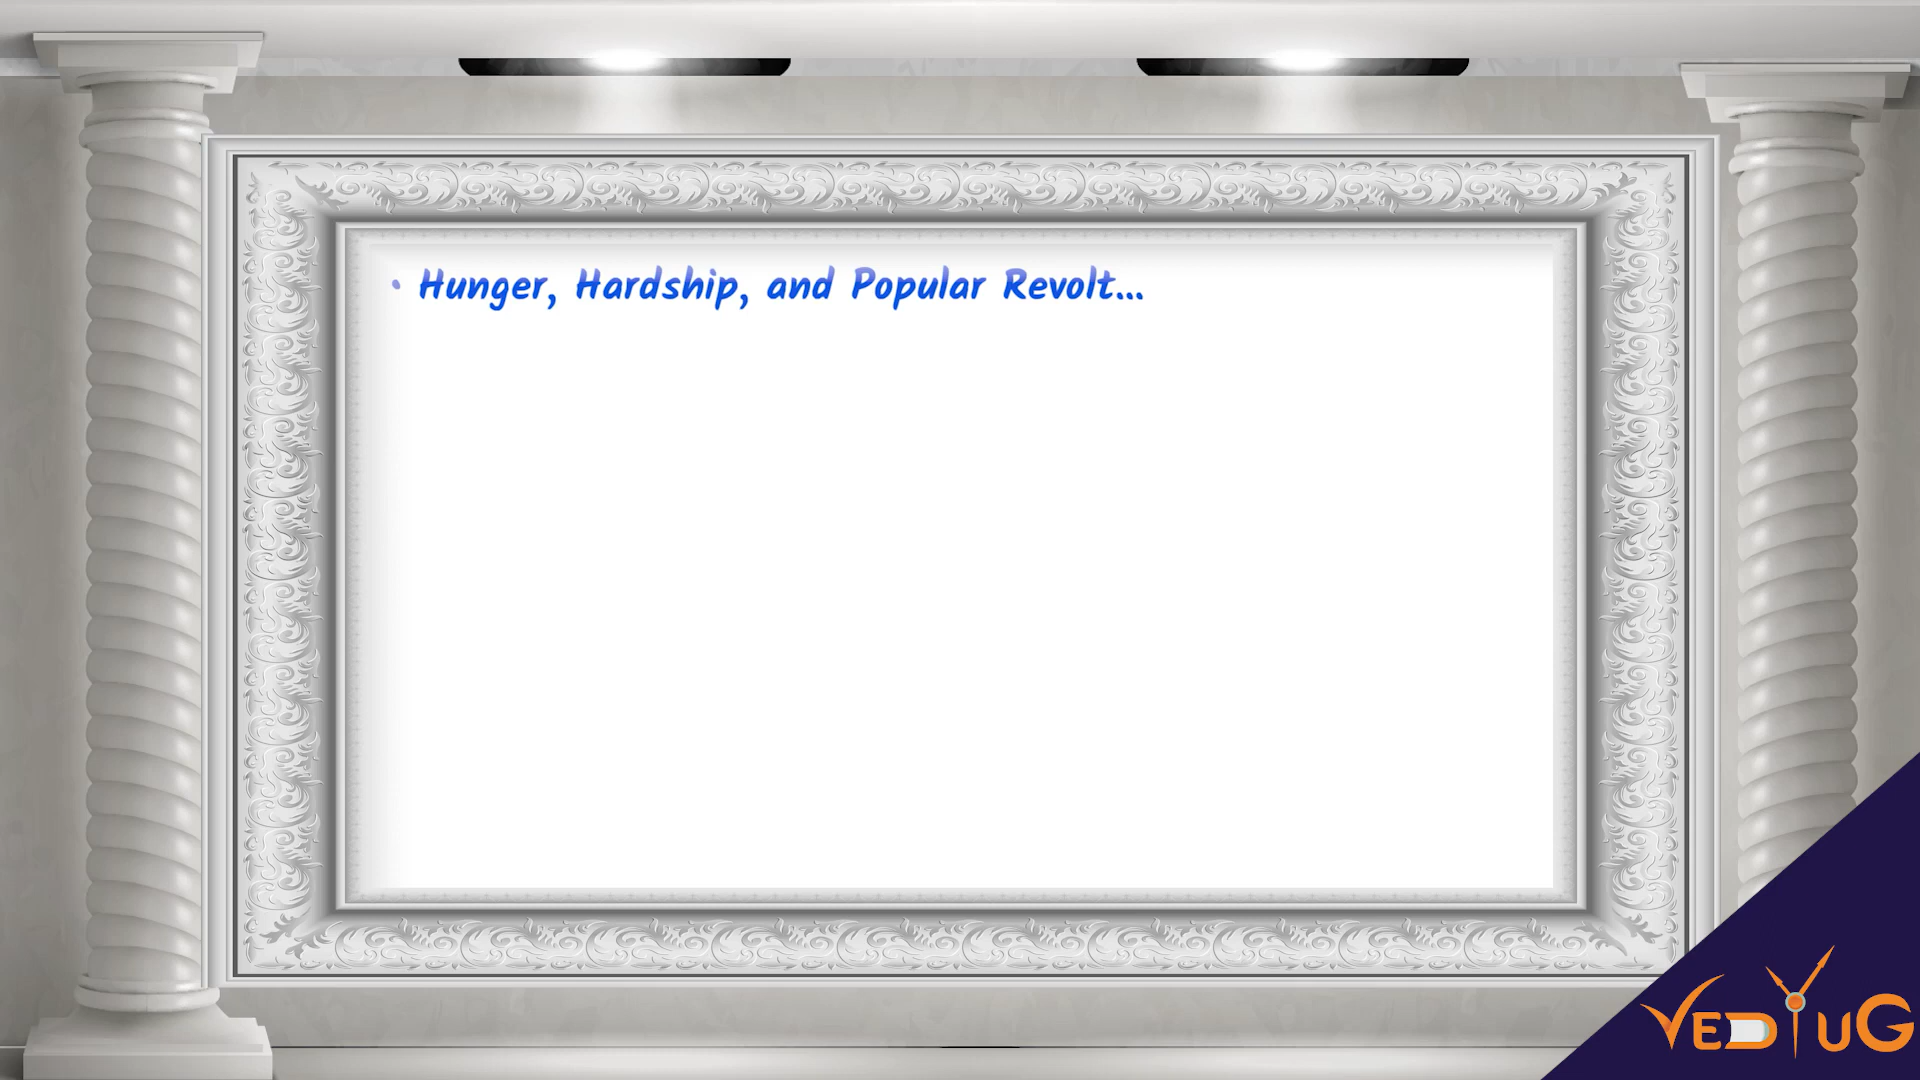 • Hunger, Hardship, and Popular Revolt...
VEDYUG